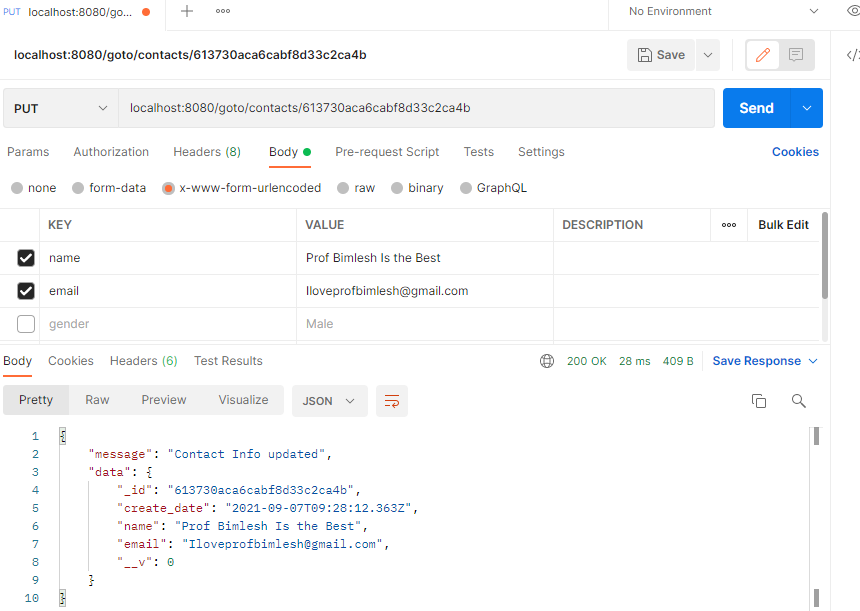 PUT localhost:8080/go... No Environment
localhost:8080/goto/contacts/613730aca6cabf8d33c2ca4b Save
PUT localhost:8080/goto/contacts/613730aca6cabf8d33c2ca4b Send
Params Authorization Headers (8) Body Pre-request Script Tests Settings Cookies
none form-data x-www-form-urlencoded raw binary GraphQL
KEY VALUE DESCRIPTION Bulk Edit
name Prof Bimlesh Is the Best
email Iloveprofbimlesh@gmail.com
gender Male
Body Cookies Headers (6) Test Results 200 OK 28 ms 409 B Save Response
Pretty Raw Preview Visualize JSON
1 {
2 "message": "Contact Info updated",
3 "data": {
4 "_id": "613730aca6cabf8d33c2ca4b",
5 "create_date": "2021-09-07T09:28:12.363Z",
6 "name": "Prof Bimlesh Is the Best",
7 "email": "Iloveprofbimlesh@gmail.com",
8 "__v": 0
9 }
10 }